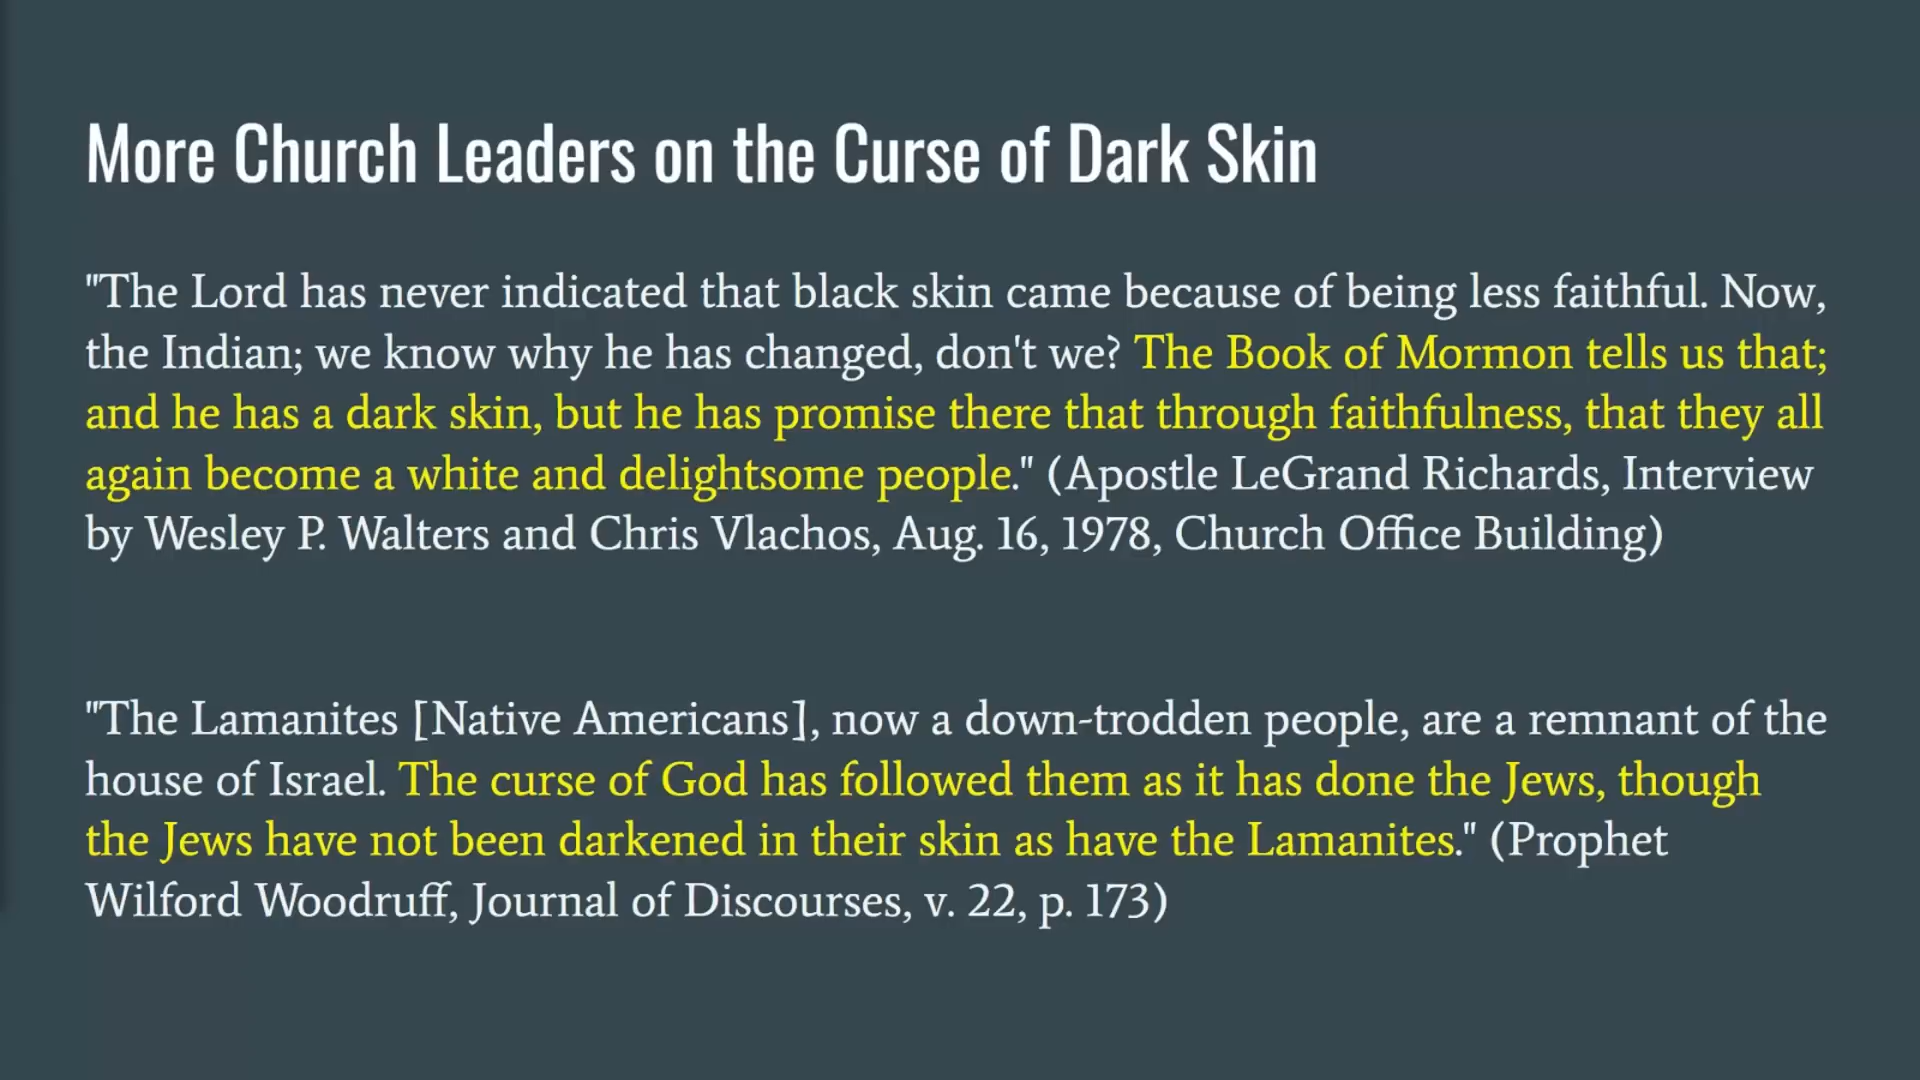 More Church Leaders on the Curse of Dark Skin
"The Lord has never indicated that black skin came because of being less faithful. Now,
the Indian; we know why he has changed, don't we? The Book of Mormon tells us that;
and he has a dark skin, but he has promise there that through faithfulness, that they all
again become a white and delightsome people." (Apostle LeGrand Richards, Interview
by Wesley P. Walters and Chris Vlachos, Aug. 16, 1978, Church Office Building)
"The Lamanites [Native Americans], now a down-trodden people, are a remnant of the
house of Israel. The curse of God has followed them as it has done the Jews, though
the Jews have not been darkened in their skin as have the Lamanites." (Prophet
Wilford Woodruff, Journal of Discourses, v. 22, p. 173)